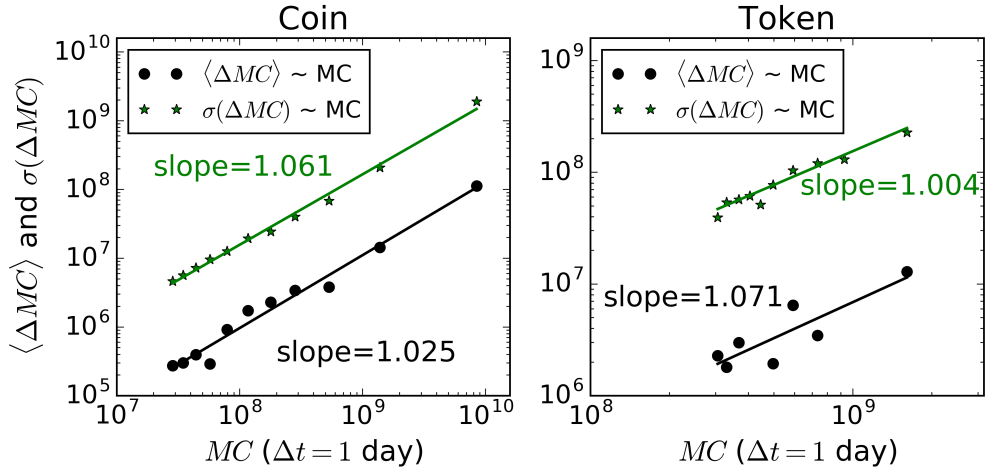 Coin
⟨ΔMC⟩ and σ(ΔMC)
10^10
10^9
10^8
10^7
10^6
10^5
⟨ΔMC⟩ ~ MC
σ(ΔMC) ~ MC
slope=1.061
slope=1.025
10^7
10^8
10^9
10^10
MC (Δt = 1 day)
Token
10^9
10^8
10^7
10^6
⟨ΔMC⟩ ~ MC
σ(ΔMC) ~ MC
slope=1.004
slope=1.071
10^8
10^9
MC (Δt = 1 day)